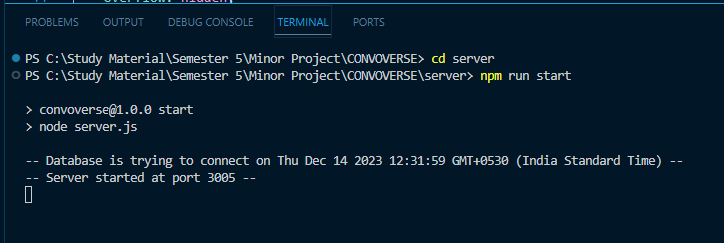 overflow: hidden;
PROBLEMS OUTPUT DEBUG CONSOLE TERMINAL PORTS
PS C:\Study Material\Semester 5\Minor Project\CONVOVERSE> cd server
PS C:\Study Material\Semester 5\Minor Project\CONVOVERSE\server> npm run start
> convoverse@1.0.0 start
> node server.js
-- Database is trying to connect on Thu Dec 14 2023 12:31:59 GMT+0530 (India Standard Time) --
-- Server started at port 3005 --